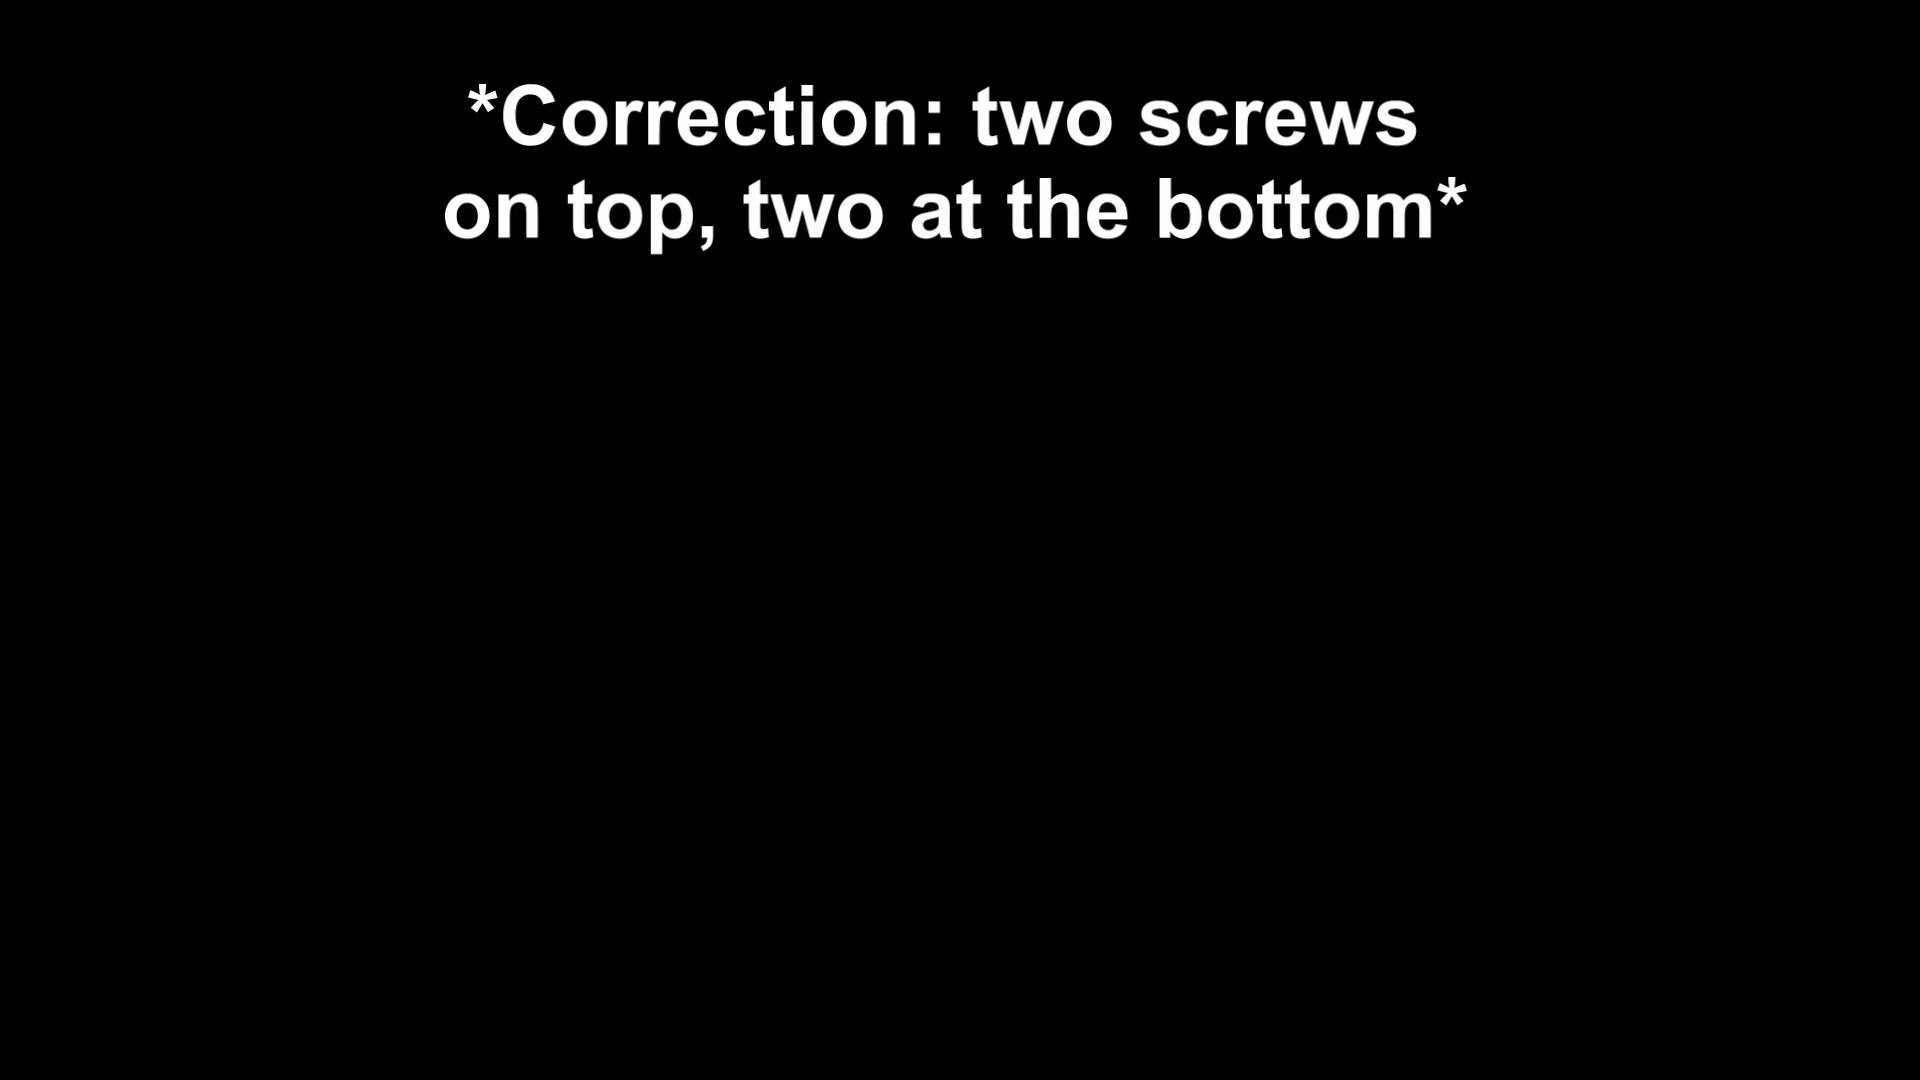 *Correction: two screws
on top, two at the bottom*